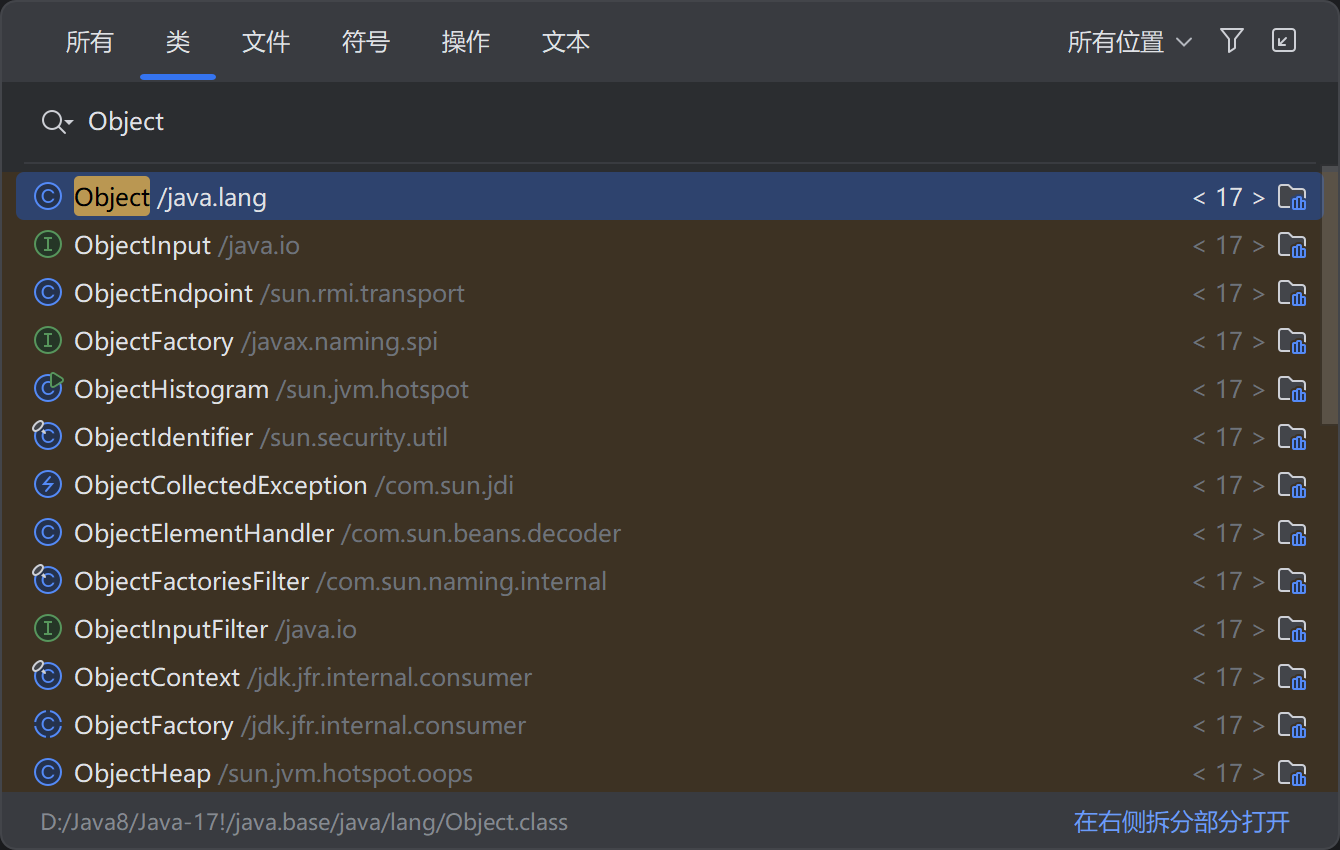 所有 类 文件 符号 操作 文本 所有位置
Object
C Object /java.lang < 17 >
I ObjectInput /java.io < 17 >
C ObjectEndpoint /sun.rmi.transport < 17 >
I ObjectFactory /javax.naming.spi < 17 >
C ObjectHistogram /sun.jvm.hotspot < 17 >
C ObjectIdentifier /sun.security.util < 17 >
ObjectCollectedException /com.sun.jdi < 17 >
C ObjectElementHandler /com.sun.beans.decoder < 17 >
C ObjectFactoriesFilter /com.sun.naming.internal < 17 >
I ObjectInputFilter /java.io < 17 >
C ObjectContext /jdk.jfr.internal.consumer < 17 >
C ObjectFactory /jdk.jfr.internal.consumer < 17 >
C ObjectHeap /sun.jvm.hotspot.oops < 17 >
D:/Java8/Java-17!/java.base/java/lang/Object.class 在右侧拆分部分打开